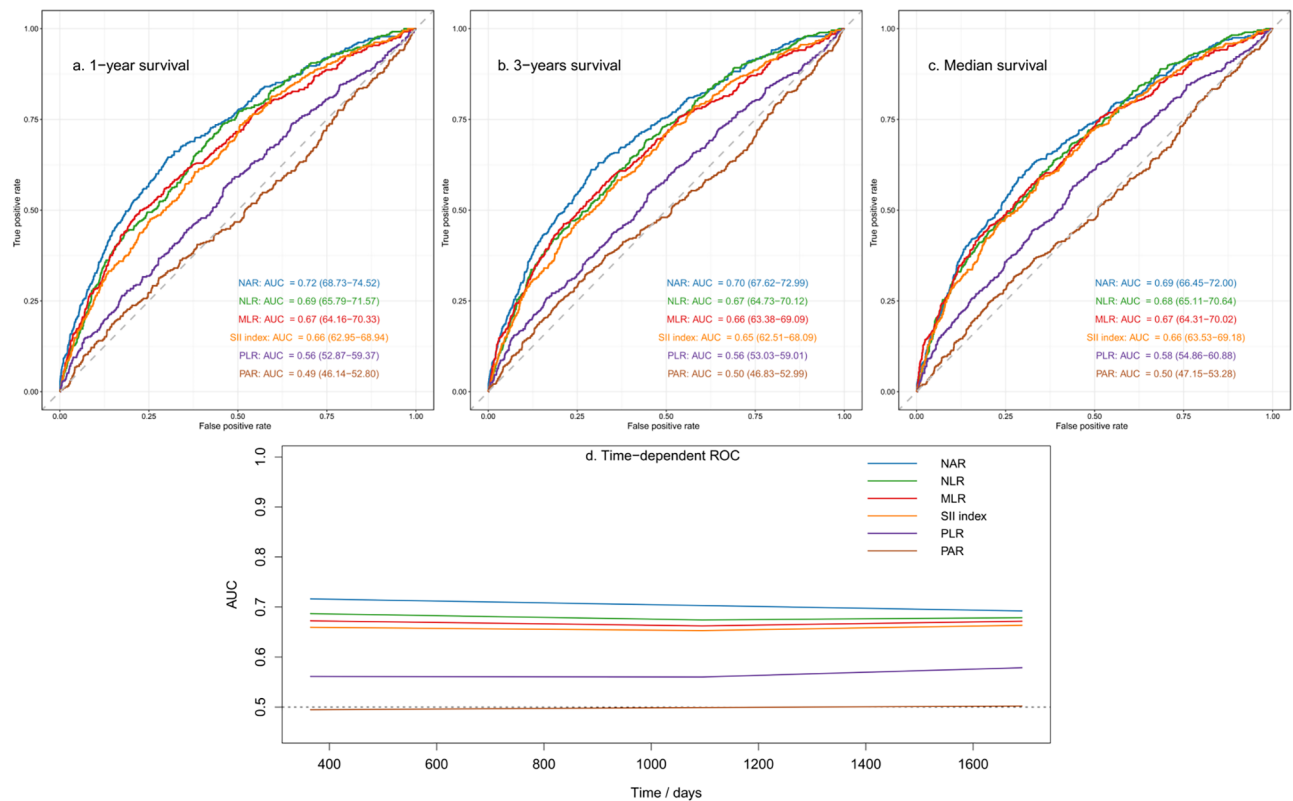 a. 1−year survival
NAR: AUC = 0.72 (68.73−74.52)
NLR: AUC = 0.69 (65.79−71.57)
MLR: AUC = 0.67 (64.16−70.33)
SII index: AUC = 0.66 (62.95−68.94)
PLR: AUC = 0.56 (52.87−59.37)
PAR: AUC = 0.49 (46.14−52.80)
True positive rate
1.00
0.75
0.50
0.25
0.00
0.00 0.25 0.50 0.75 1.00
False positive rate
b. 3−years survival
NAR: AUC = 0.70 (67.62−72.99)
NLR: AUC = 0.67 (64.73−70.12)
MLR: AUC = 0.66 (63.38−69.09)
SII index: AUC = 0.65 (62.51−68.09)
PLR: AUC = 0.56 (53.03−59.01)
PAR: AUC = 0.50 (46.83−52.99)
True positive rate
1.00
0.75
0.50
0.25
0.00
0.00 0.25 0.50 0.75 1.00
False positive rate
c. Median survival
NAR: AUC = 0.69 (66.45−72.00)
NLR: AUC = 0.68 (65.11−70.64)
MLR: AUC = 0.67 (64.31−70.02)
SII index: AUC = 0.66 (63.53−69.18)
PLR: AUC = 0.58 (54.86−60.88)
PAR: AUC = 0.50 (47.15−53.28)
True positive rate
1.00
0.75
0.50
0.25
0.00
0.00 0.25 0.50 0.75 1.00
False positive rate
d. Time−dependent ROC
NAR
NLR
MLR
SII index
PLR
PAR
AUC
1.0
0.9
0.8
0.7
0.6
0.5
400 600 800 1000 1200 1400 1600
Time / days